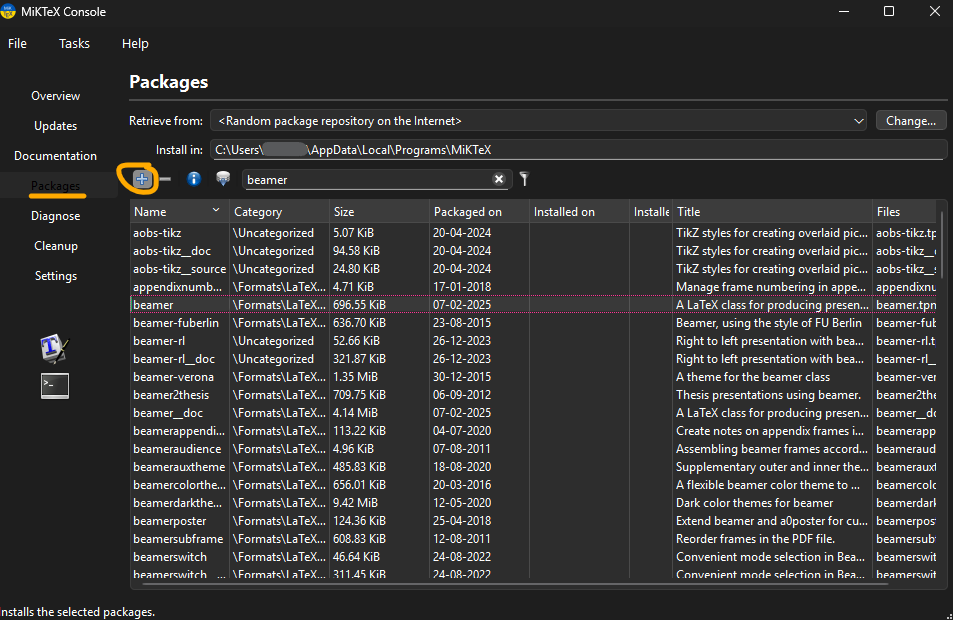 MiKTeX Console
File Tasks Help
Packages
Overview
Updates
Documentation
Packages
Diagnose
Cleanup
Settings
Retrieve from: <Random package repository on the Internet> Change...
Install in: C:\Users\ \AppData\Local\Programs\MiKTeX
beamer
Name Category Size Packaged on Installed on Installe Title Files
aobs-tikz \Uncategorized 5.07 KiB 20-04-2024 TikZ styles for creating overlaid pic... aobs-tikz.tp
aobs-tikz__doc \Uncategorized 94.58 KiB 20-04-2024 TikZ styles for creating overlaid pic... aobs-tikz__
aobs-tikz__source \Uncategorized 24.80 KiB 20-04-2024 TikZ styles for creating overlaid pic... aobs-tikz__
appendixnumb... \Formats\LaTeX... 4.71 KiB 17-01-2018 Manage frame numbering in appe... appendixnu
beamer \Formats\LaTeX... 696.55 KiB 07-02-2025 A LaTeX class for producing presen... beamer.tpn
beamer-fuberlin \Formats\LaTeX... 636.70 KiB 23-08-2015 Beamer, using the style of FU Berlin beamer-fub
beamer-rl \Uncategorized 52.66 KiB 26-12-2023 Right to left presentation with bea... beamer-rl.t
beamer-rl__doc \Uncategorized 321.87 KiB 26-12-2023 Right to left presentation with bea... beamer-rl_
beamer-verona \Formats\LaTeX... 1.35 MiB 30-12-2015 A theme for the beamer class beamer-ver
beamer2thesis \Formats\LaTeX... 709.75 KiB 06-09-2012 Thesis presentations using beamer. beamer2the
beamer__doc \Formats\LaTeX... 4.14 MiB 07-02-2025 A LaTeX class for producing presen... beamer__do
beamerappendi... \Formats\LaTeX... 113.22 KiB 04-07-2020 Create notes on appendix frames i... beamerapp
beameraudience \Formats\LaTeX... 4.96 KiB 07-08-2011 Assembling beamer frames accord... beameraud
beamerauxtheme \Formats\LaTeX... 485.83 KiB 18-08-2020 Supplementary outer and inner the... beameraux
beamercolorthe... \Formats\LaTeX... 656.01 KiB 20-03-2016 A flexible beamer color theme to ... beamercolo
beamerdarkthe... \Formats\LaTeX... 9.42 MiB 12-05-2020 Dark color themes for beamer beamerdark
beamerposter \Formats\LaTeX... 124.36 KiB 25-04-2018 Extend beamer and a0poster for cu... beamerpos
beamersubframe \Formats\LaTeX... 608.83 KiB 12-08-2011 Reorder frames in the PDF file. beamersub
beamerswitch \Formats\LaTeX... 46.64 KiB 24-08-2022 Convenient mode selection in Bea... beamerswit
beamerswitch_... \Formats\LaTeX... 311.45 KiB 24-08-2022 Convenient mode selection in Bea... beamerswit
nstalls the selected packages.